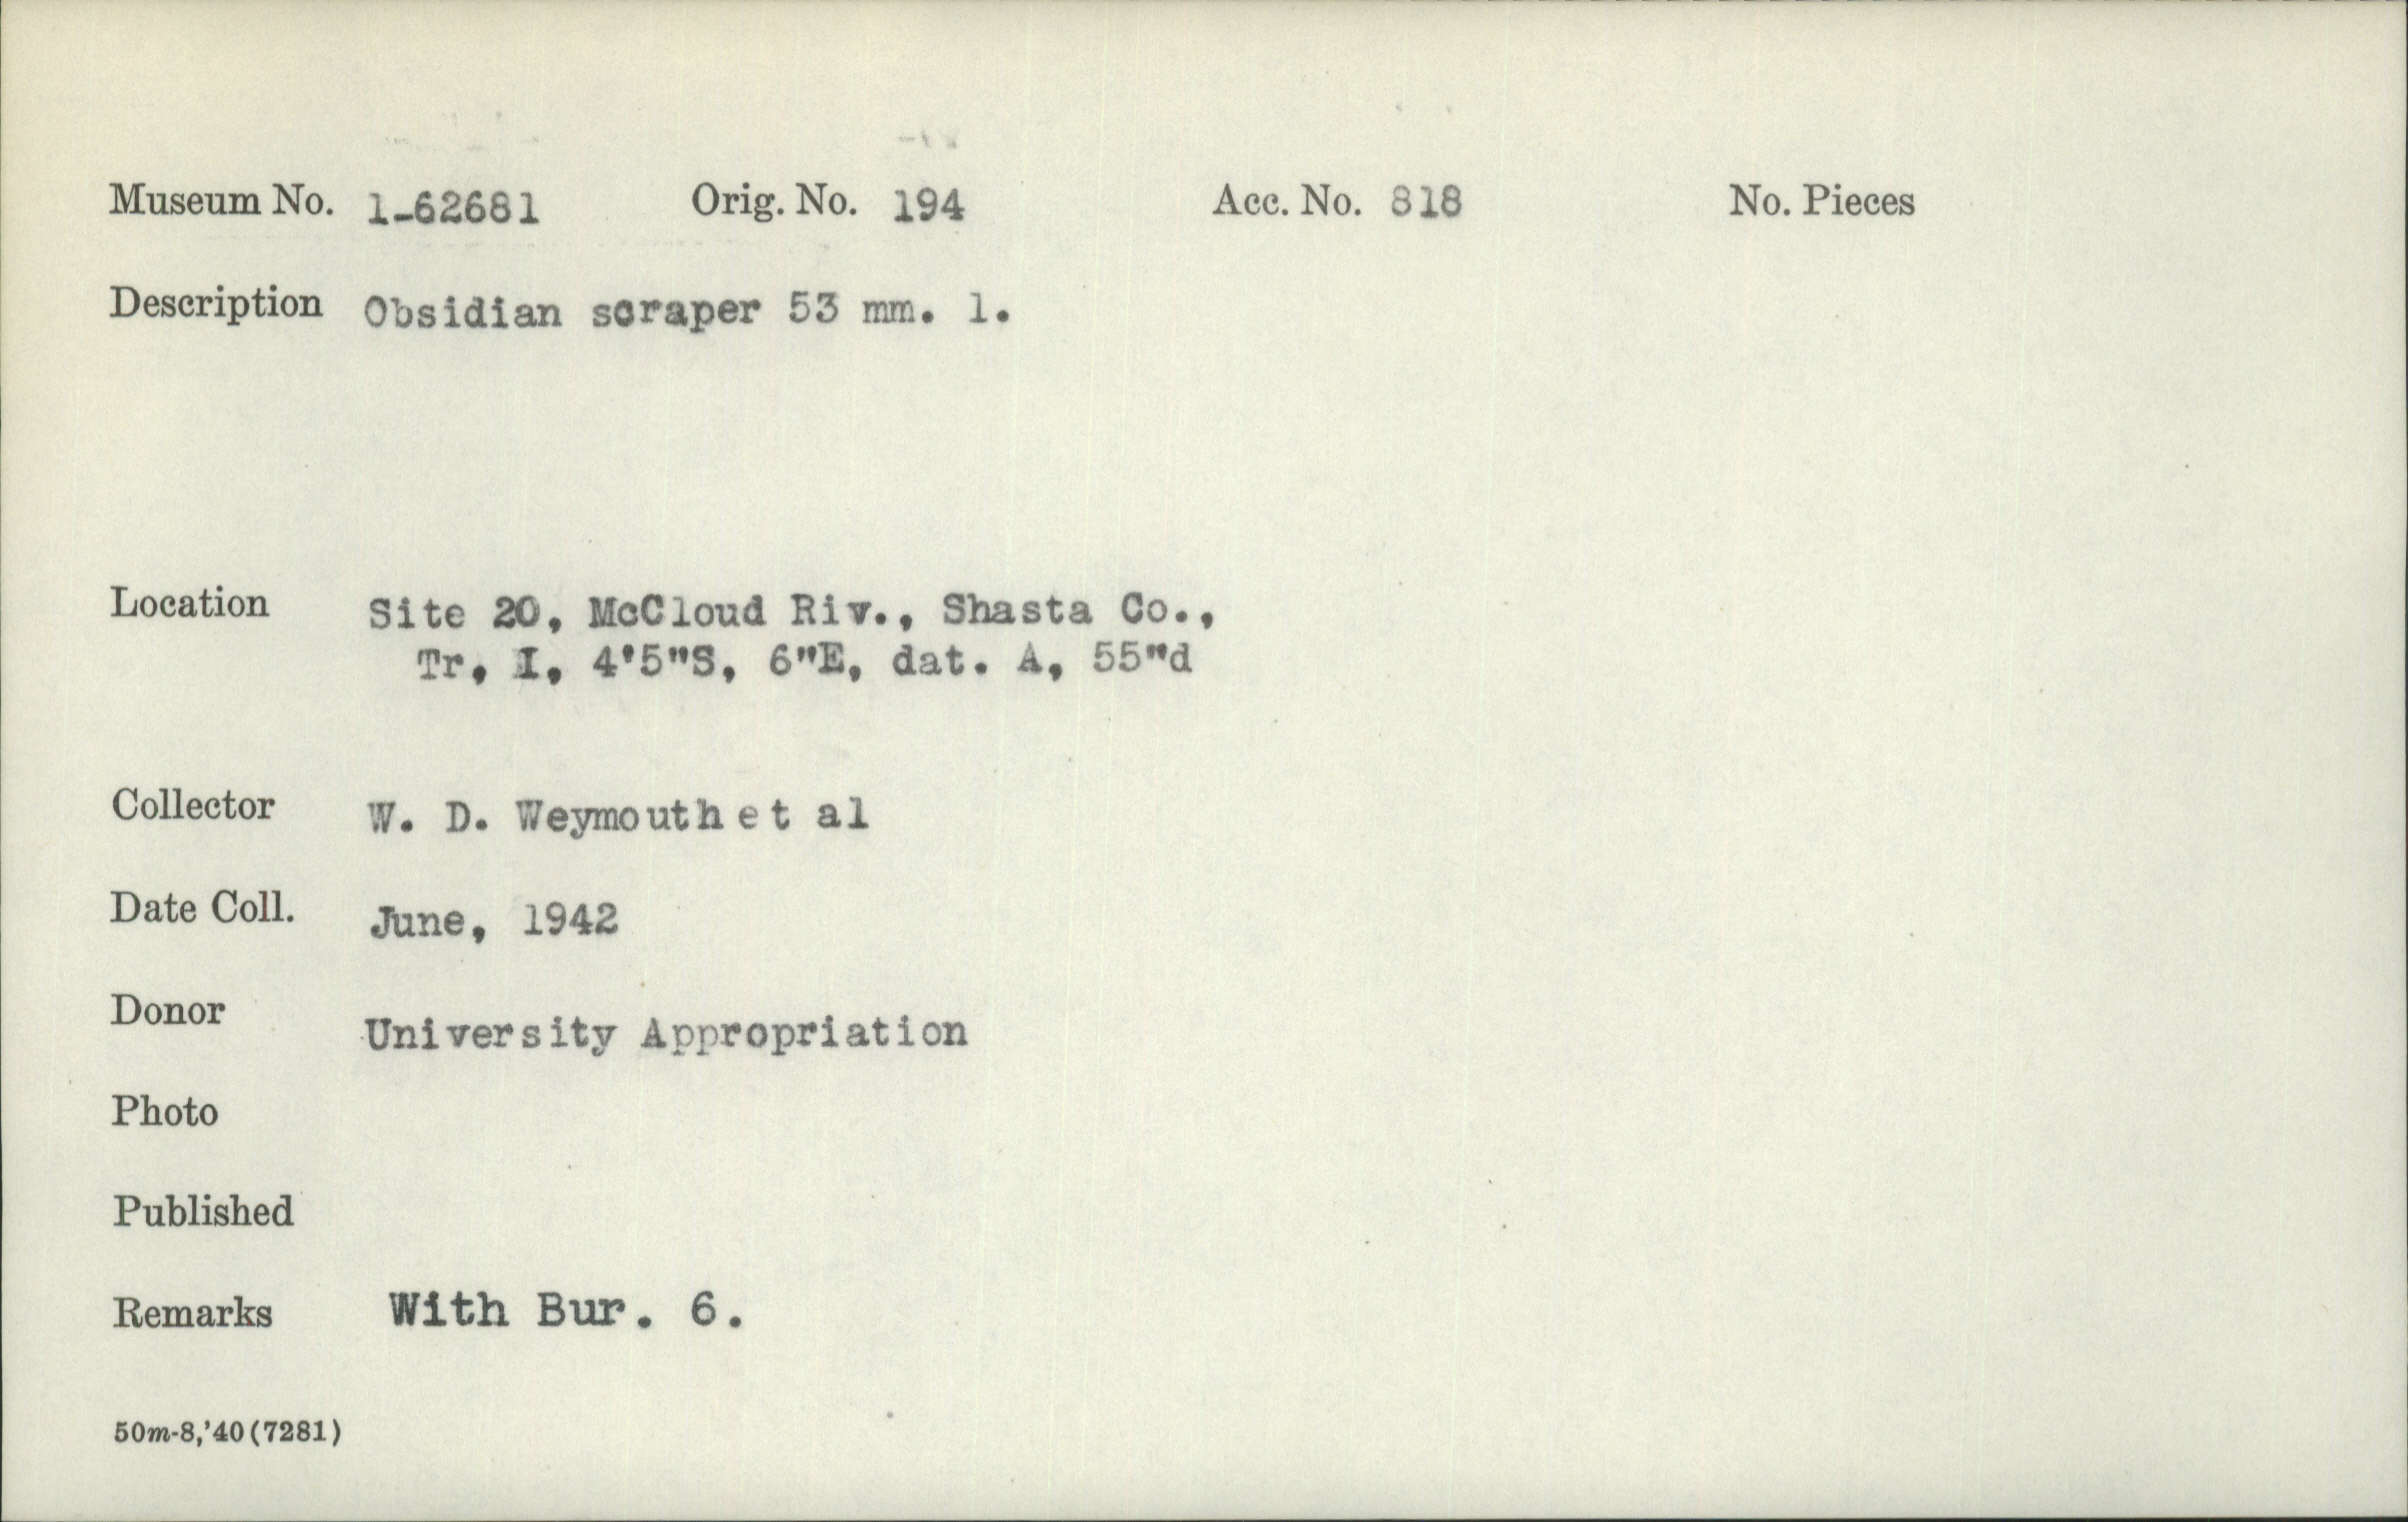 Museum No. 1-62681 Orig. No. 194 Acc. No. 818 No. Pieces
Description Obsidian scraper 53 mm. l.
Location Site 20, McCloud Riv., Shasta Co.,
Tr, I, 4'5"S, 6"E, dat. A, 55"d
Collector W. D. Weymouth et al
Date Coll. June, 1942
Donor University Appropriation
Photo
Published
Remarks With Bur. 6.
50m-8,'40(7281)